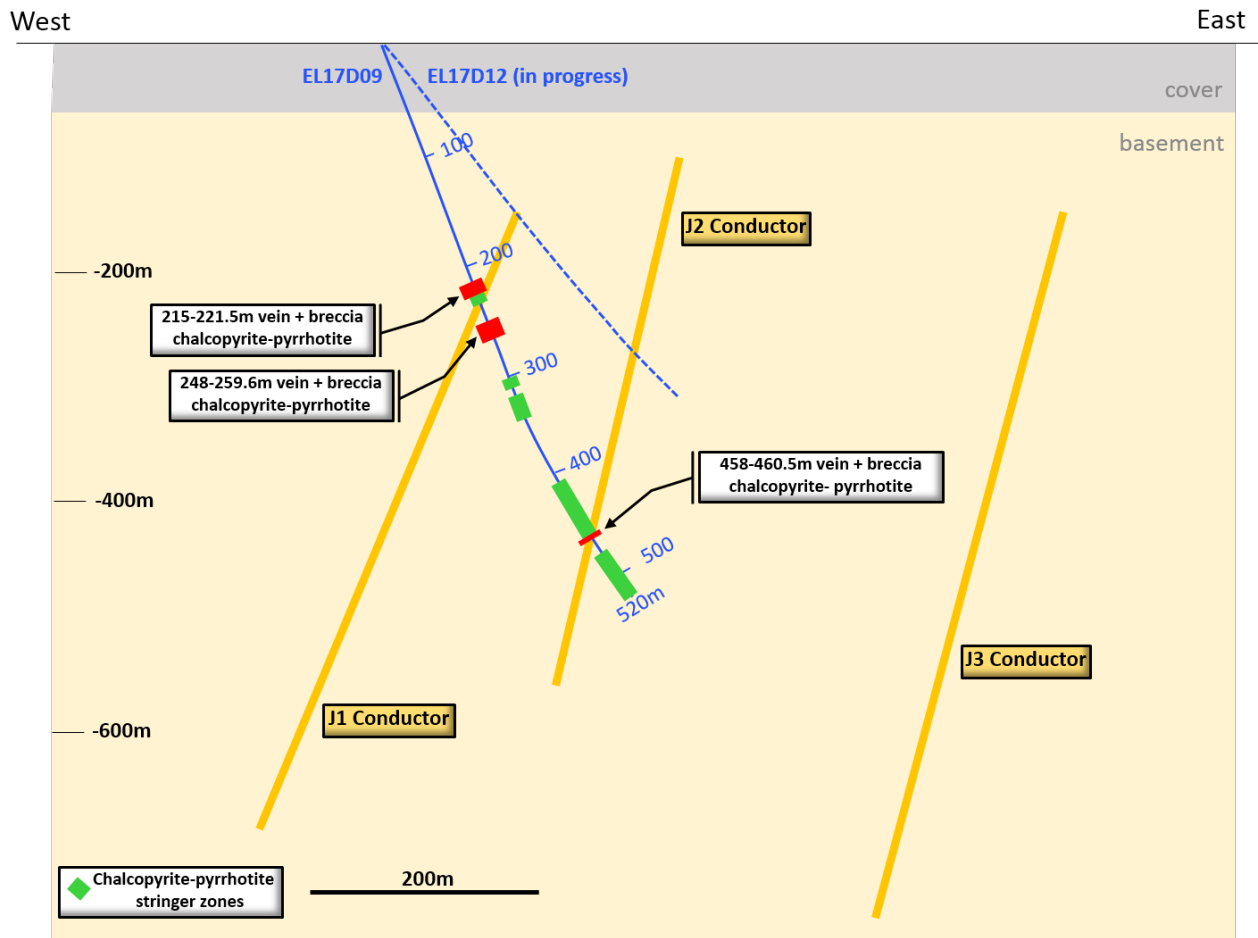 West
East
EL17D09
EL17D12 (in progress)
cover
basement
100
J2 Conductor
200
-200m
215-221.5m vein + breccia
chalcopyrite-pyrrhotite
300
248-259.6m vein + breccia
chalcopyrite-pyrrhotite
400
458-460.5m vein + breccia
chalcopyrite- pyrrhotite
-400m
500
520m
J3 Conductor
J1 Conductor
-600m
Chalcopyrite-pyrrhotite
stringer zones
200m